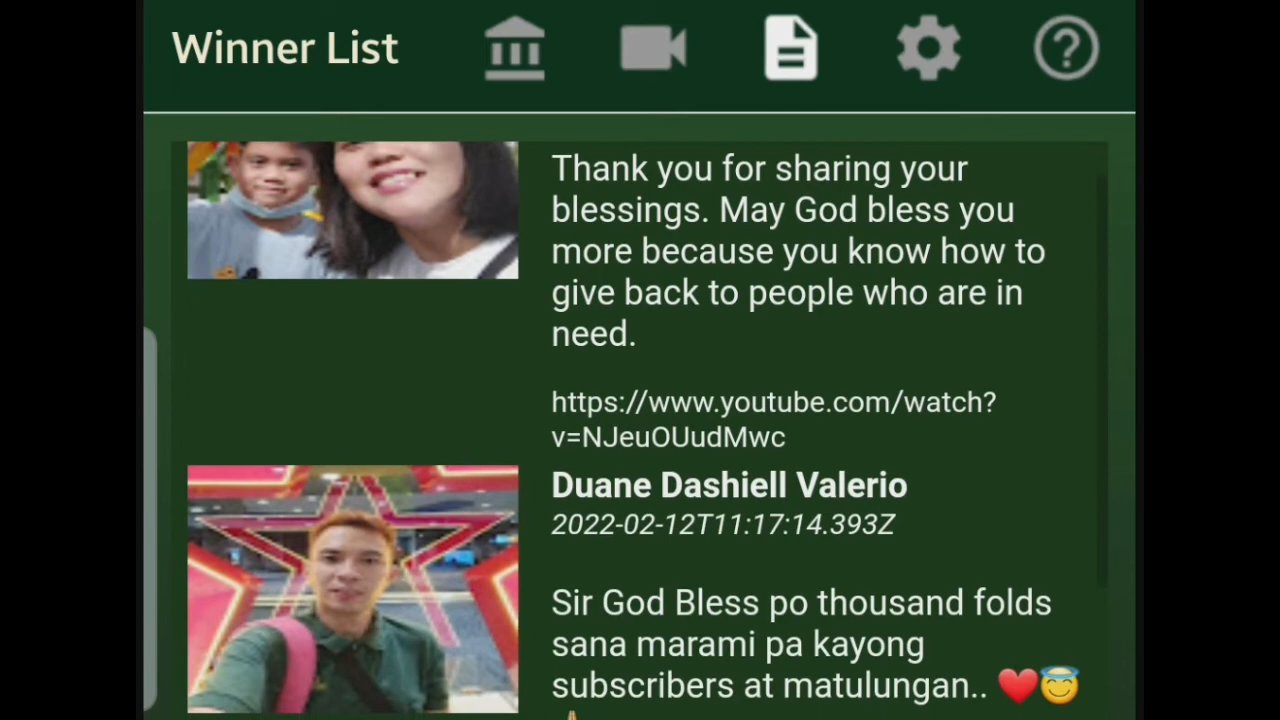 Winner List
Thank you for sharing your
blessings. May God bless you
more because you know how to
give back to people who are in
need.
https://www.youtube.com/watch?
v=NJeuOUudMwc
Duane Dashiell Valerio
2022-02-12T11:17:14.393Z
Sir God Bless po thousand folds
sana marami pa kayong
subscribers at matulungan.. ❤️😇